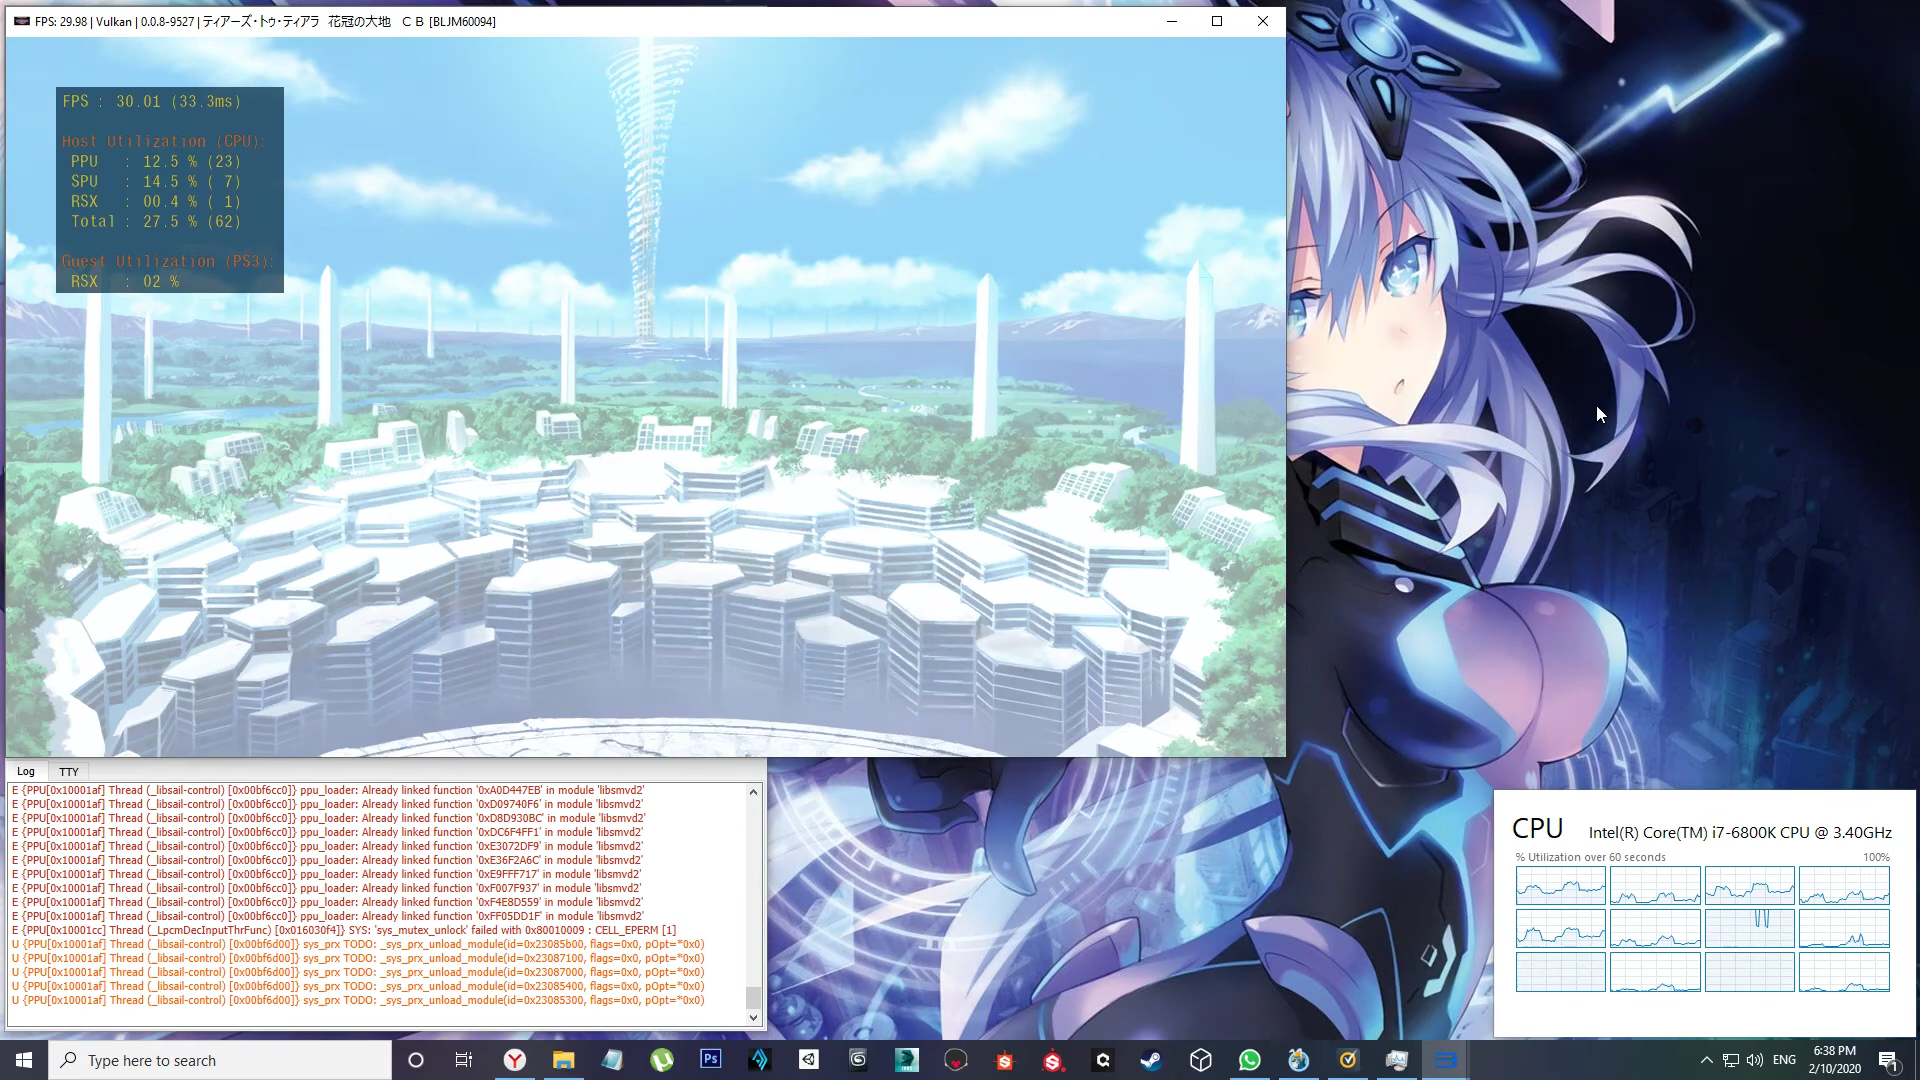 FPS: 29.98 | Vulkan | 0.0.8-9527 | ティアーズ・トゥ・ティアラ 花冠の大地 ＣＢ [BLJM60094]
FPS : 30.01 (33.3ms)
Host Utilization (CPU):
PPU : 12.5 % (23)
SPU : 14.5 % ( 7)
RSX : 00.4 % ( 1)
Total : 27.5 % (62)
Guest Utilization (PS3):
RSX : 02 %
Log TTY
E {PPU[0x10001af] Thread (_libsail-control) [0x00bf6cc0]} ppu_loader: Already linked function '0xA0D447EB' in module 'libsmvd2'
E {PPU[0x10001af] Thread (_libsail-control) [0x00bf6cc0]} ppu_loader: Already linked function '0xD09740F6' in module 'libsmvd2'
E {PPU[0x10001af] Thread (_libsail-control) [0x00bf6cc0]} ppu_loader: Already linked function '0xD8D930BC' in module 'libsmvd2'
E {PPU[0x10001af] Thread (_libsail-control) [0x00bf6cc0]} ppu_loader: Already linked function '0xDC6F4FF1' in module 'libsmvd2'
E {PPU[0x10001af] Thread (_libsail-control) [0x00bf6cc0]} ppu_loader: Already linked function '0xE3072DF9' in module 'libsmvd2'
E {PPU[0x10001af] Thread (_libsail-control) [0x00bf6cc0]} ppu_loader: Already linked function '0xE36F2A6C' in module 'libsmvd2'
E {PPU[0x10001af] Thread (_libsail-control) [0x00bf6cc0]} ppu_loader: Already linked function '0xE9FFF717' in module 'libsmvd2'
E {PPU[0x10001af] Thread (_libsail-control) [0x00bf6cc0]} ppu_loader: Already linked function '0xF007F937' in module 'libsmvd2'
E {PPU[0x10001af] Thread (_libsail-control) [0x00bf6cc0]} ppu_loader: Already linked function '0xF4E8D559' in module 'libsmvd2'
E {PPU[0x10001af] Thread (_libsail-control) [0x00bf6cc0]} ppu_loader: Already linked function '0xFF05DD1F' in module 'libsmvd2'
E {PPU[0x10001cc] Thread (_LpcmDecInputThrFunc) [0x016030f4]} SYS: 'sys_mutex_unlock' failed with 0x80010009 : CELL_EPERM [1]
U {PPU[0x10001af] Thread (_libsail-control) [0x00bf6d00]} sys_prx TODO: _sys_prx_unload_module(id=0x23085b00, flags=0x0, pOpt=*0x0)
U {PPU[0x10001af] Thread (_libsail-control) [0x00bf6d00]} sys_prx TODO: _sys_prx_unload_module(id=0x23087100, flags=0x0, pOpt=*0x0)
U {PPU[0x10001af] Thread (_libsail-control) [0x00bf6d00]} sys_prx TODO: _sys_prx_unload_module(id=0x23087000, flags=0x0, pOpt=*0x0)
U {PPU[0x10001af] Thread (_libsail-control) [0x00bf6d00]} sys_prx TODO: _sys_prx_unload_module(id=0x23085400, flags=0x0, pOpt=*0x0)
U {PPU[0x10001af] Thread (_libsail-control) [0x00bf6d00]} sys_prx TODO: _sys_prx_unload_module(id=0x23085300, flags=0x0, pOpt=*0x0)
CPU Intel(R) Core(TM) i7-6800K CPU @ 3.40GHz
% Utilization over 60 seconds 100%
Type here to search
Ps
ENG
6:38 PM
2/10/2020
1